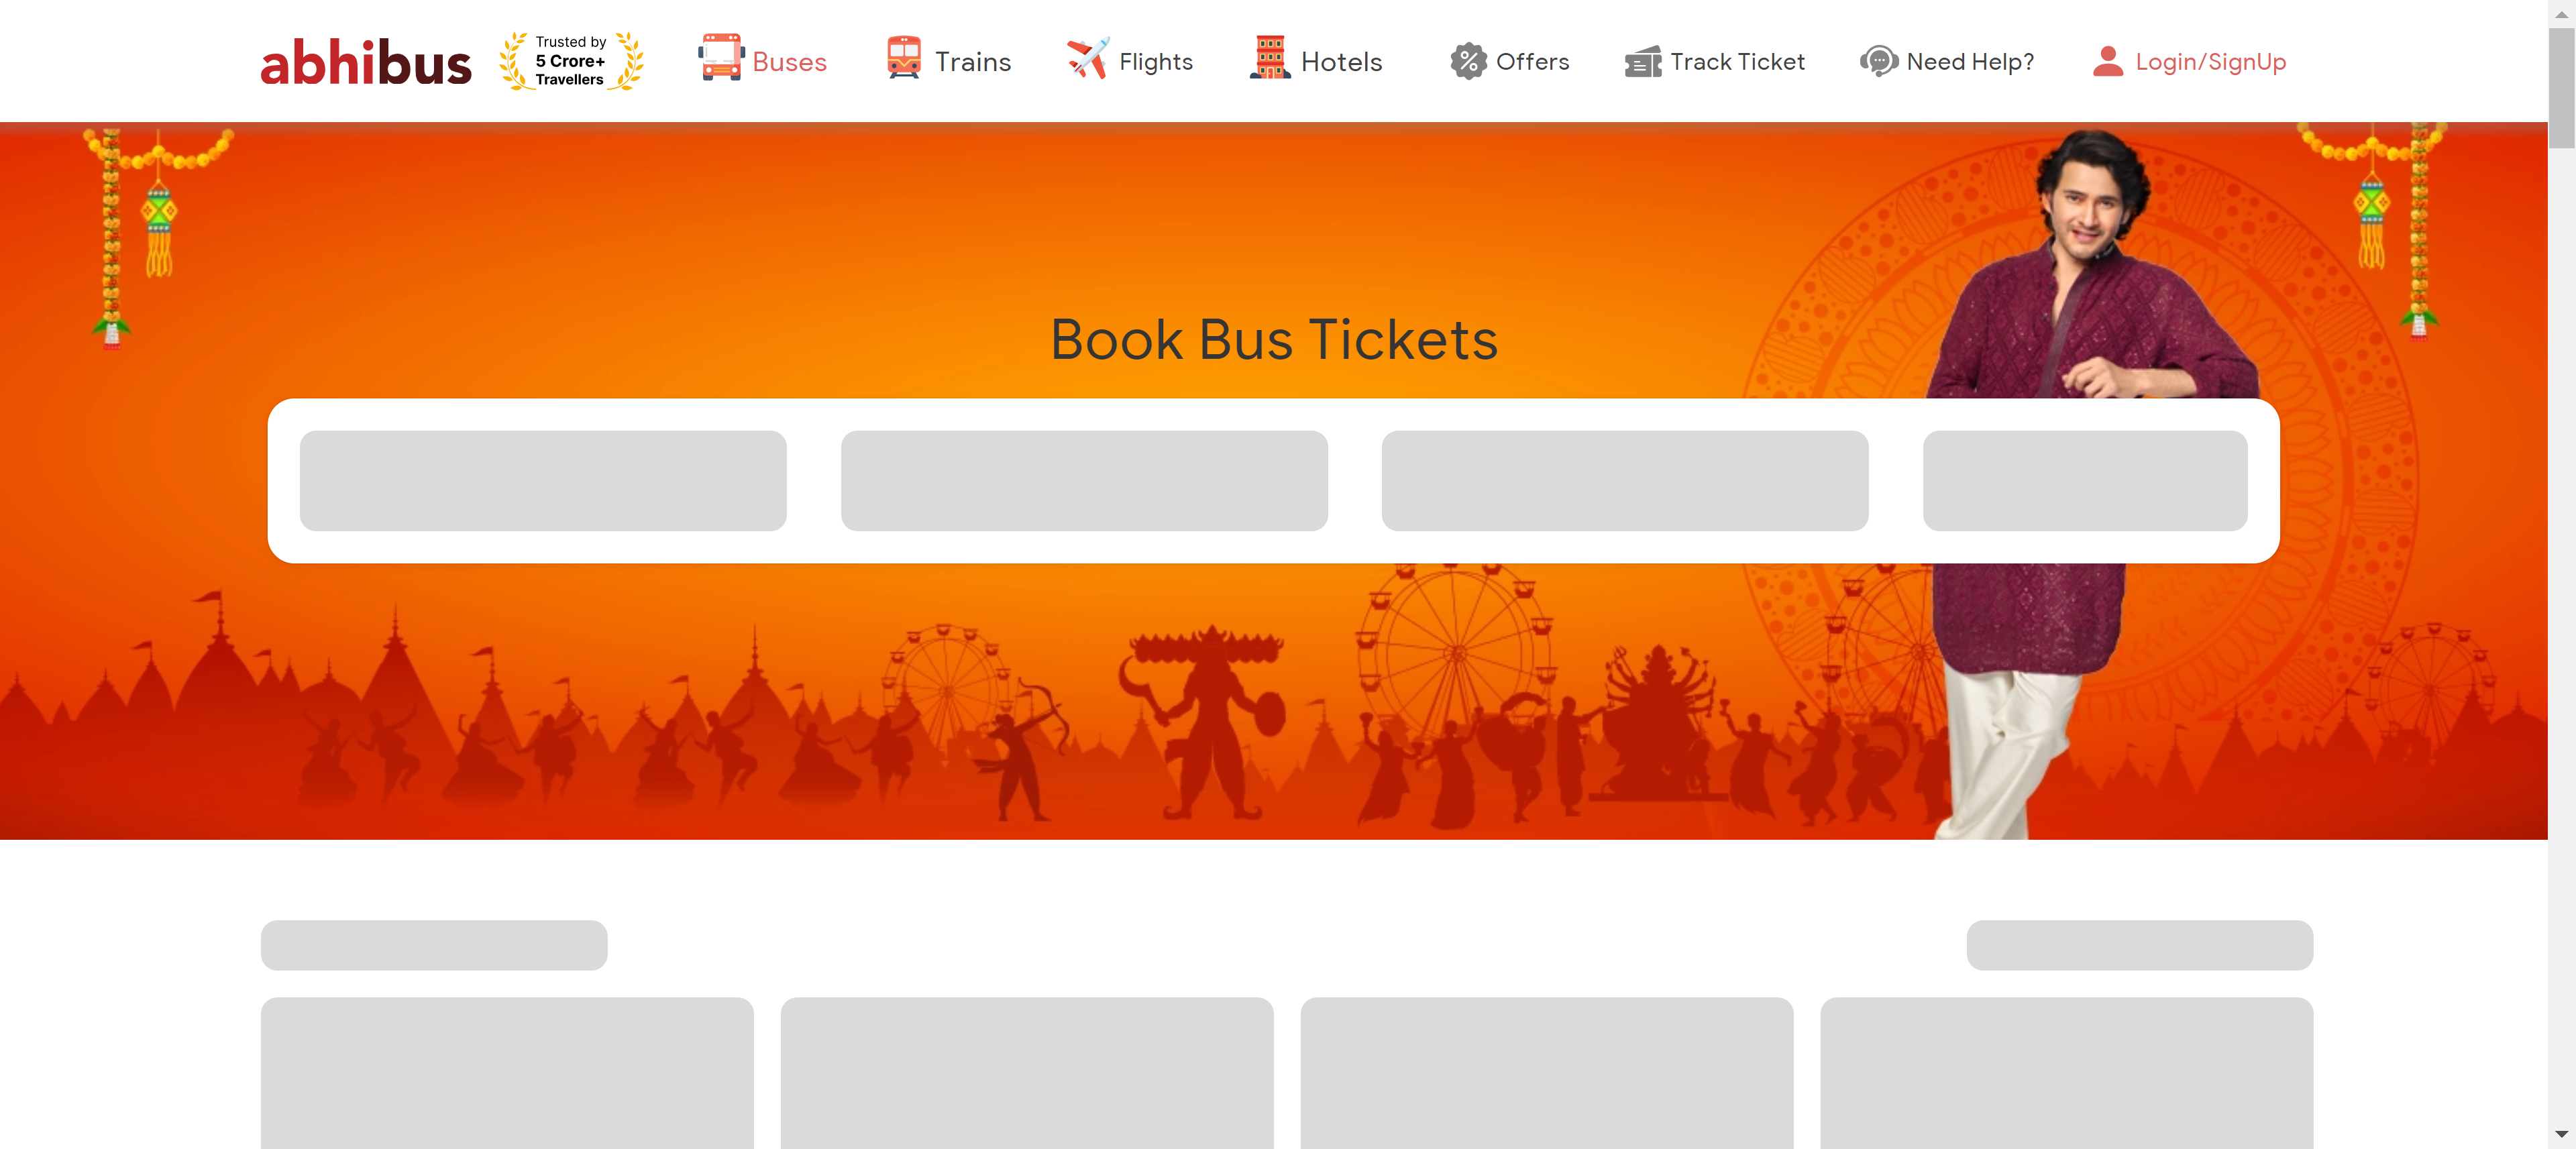 abhibus
Trusted by
5 Crore+
Travellers
Buses
Trains
Flights
Hotels
Offers
Track Ticket
Need Help?
Login/SignUp
Book Bus Tickets